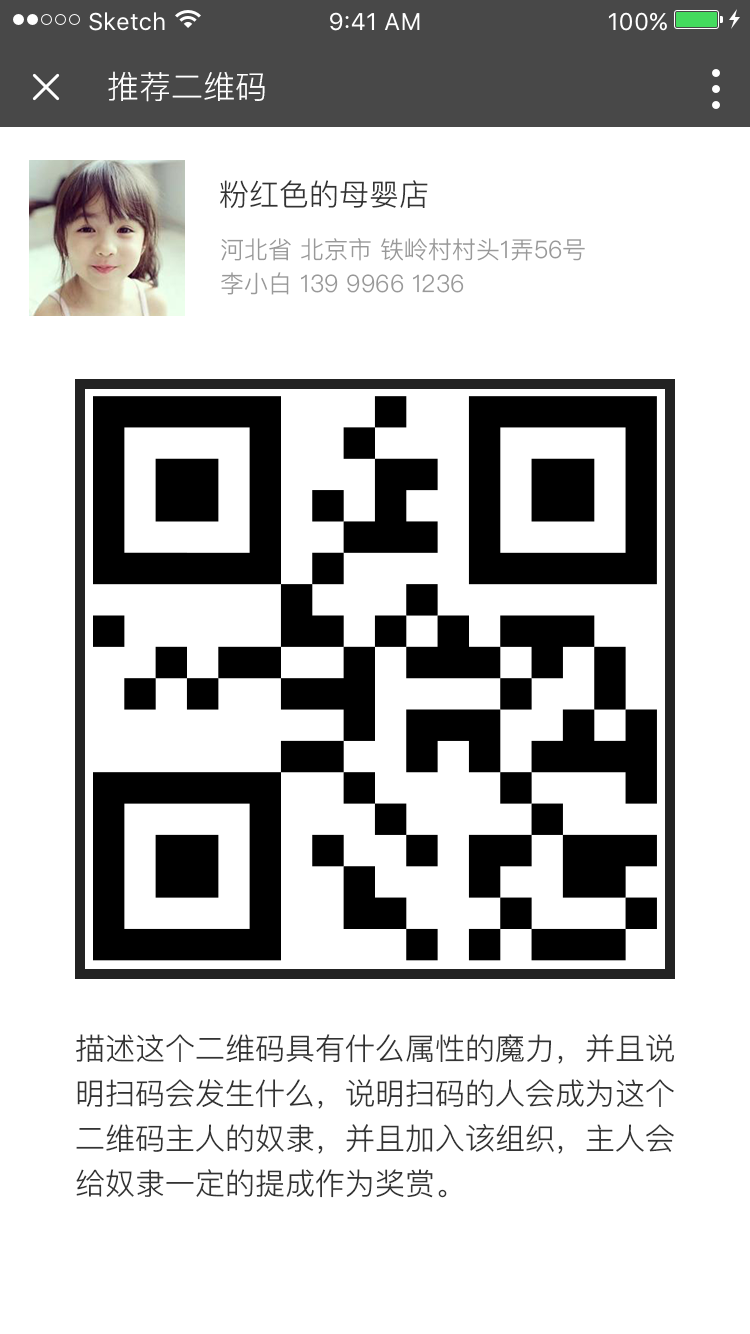 Sketch 9:41 AM 100%
推荐二维码
粉红色的母婴店
河北省 北京市 铁岭村村头1弄56号
李小白 139 9966 1236
描述这个二维码具有什么属性的魔力，并且说
明扫码会发生什么，说明扫码的人会成为这个
二维码主人的奴隶，并且加入该组织，主人会
给奴隶一定的提成作为奖赏。